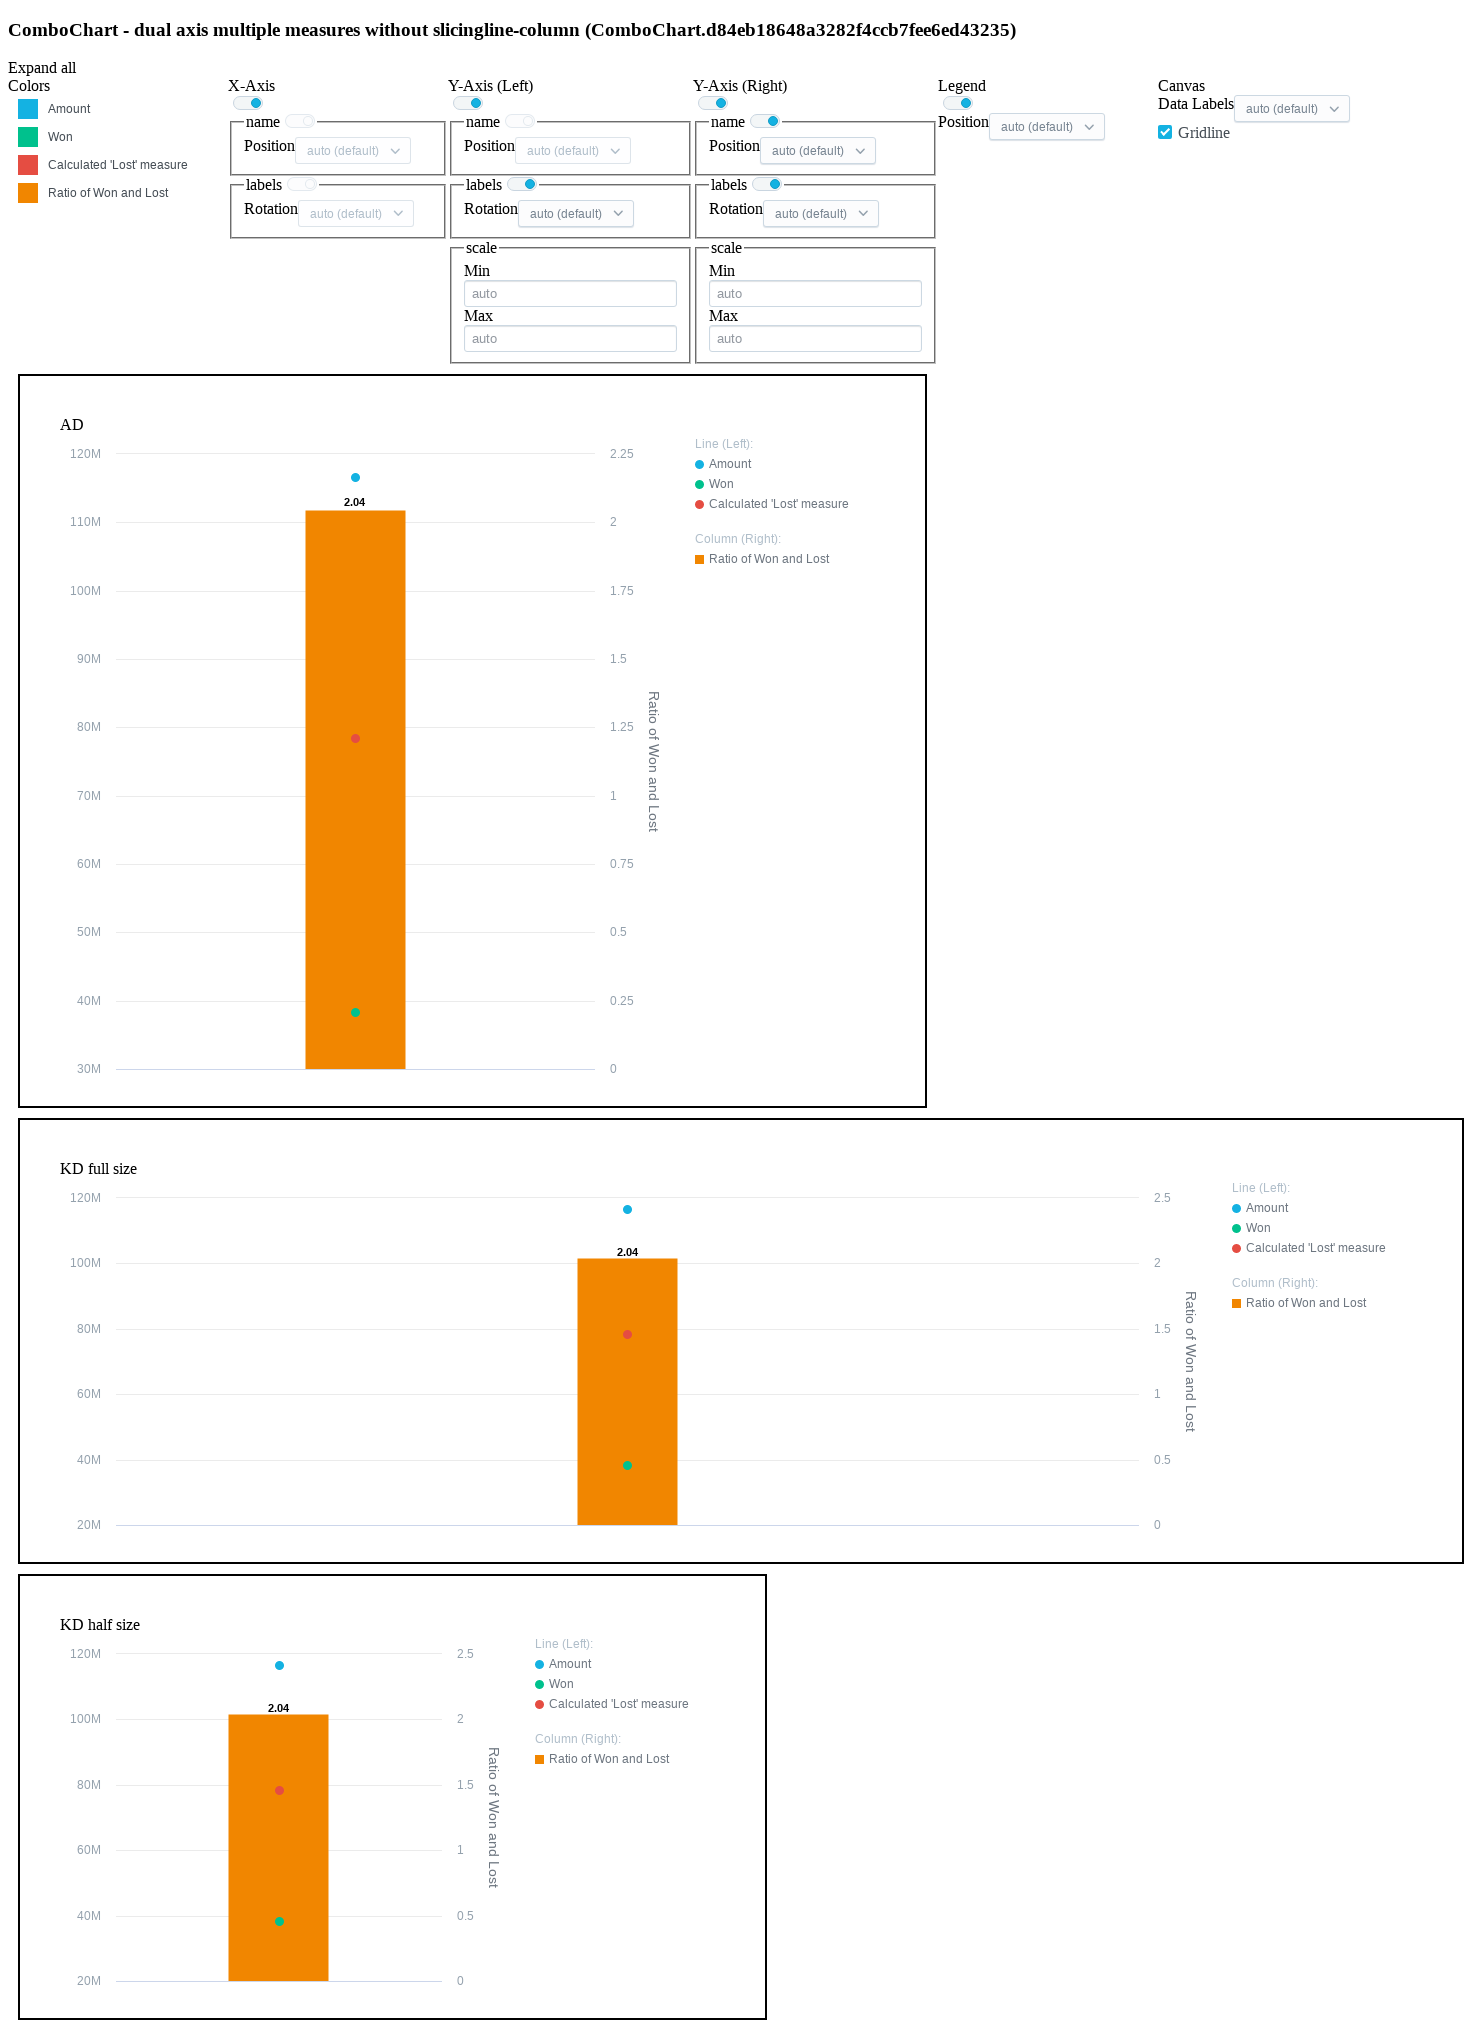 ComboChart - dual axis multiple measures without slicingline-column (ComboChart.d84eb18648a3282f4ccb7fee6ed43235)
Expand all
Colors
Amount
Won
Calculated 'Lost' measure
Ratio of Won and Lost
X-Axis
name
Position auto (default)
labels
Rotation auto (default)
Y-Axis (Left)
name
Position auto (default)
labels
Rotation auto (default)
scale
Min
auto
Max
auto
Y-Axis (Right)
name
Position auto (default)
labels
Rotation auto (default)
scale
Min
auto
Max
auto
Legend
Position auto (default)
Canvas
Data Labels auto (default)
Gridline
AD
120M
110M
100M
90M
80M
70M
60M
50M
40M
30M
2.04
2.25
2
1.75
1.5
1.25
1
0.75
0.5
0.25
0
Ratio of Won and Lost
Line (Left):
Amount
Won
Calculated 'Lost' measure
Column (Right):
Ratio of Won and Lost
KD full size
120M
100M
80M
60M
40M
20M
2.04
2.5
2
1.5
1
0.5
0
Ratio of Won and Lost
Line (Left):
Amount
Won
Calculated 'Lost' measure
Column (Right):
Ratio of Won and Lost
KD half size
120M
100M
80M
60M
40M
20M
2.04
2.5
2
1.5
1
0.5
0
Ratio of Won and Lost
Line (Left):
Amount
Won
Calculated 'Lost' measure
Column (Right):
Ratio of Won and Lost